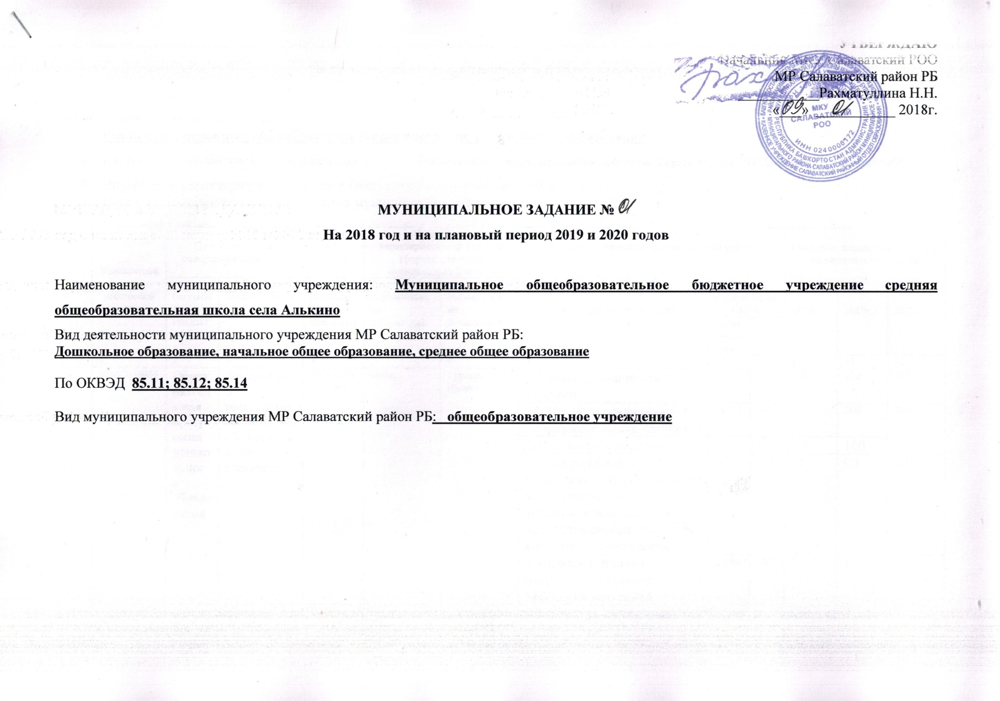 УТВЕРЖДАЮ
Начальник МКУ Салаватский РОО
МР Салаватский район РБ
Рахматуллина Н.Н.
«09» 01 2018г.
МКУ
САЛАВАТСКИЙ
РОО
ИНН 0240006172
МУНИЦИПАЛЬНОЕ ЗАДАНИЕ № 01
На 2018 год и на плановый период 2019 и 2020 годов
Наименование муниципального учреждения: Муниципальное общеобразовательное бюджетное учреждение средняя
общеобразовательная школа села Алькино
Вид деятельности муниципального учреждения МР Салаватский район РБ:
Дошкольное образование, начальное общее образование, среднее общее образование
По ОКВЭД 85.11; 85.12; 85.14
Вид муниципального учреждения МР Салаватский район РБ: общеобразовательное учреждение